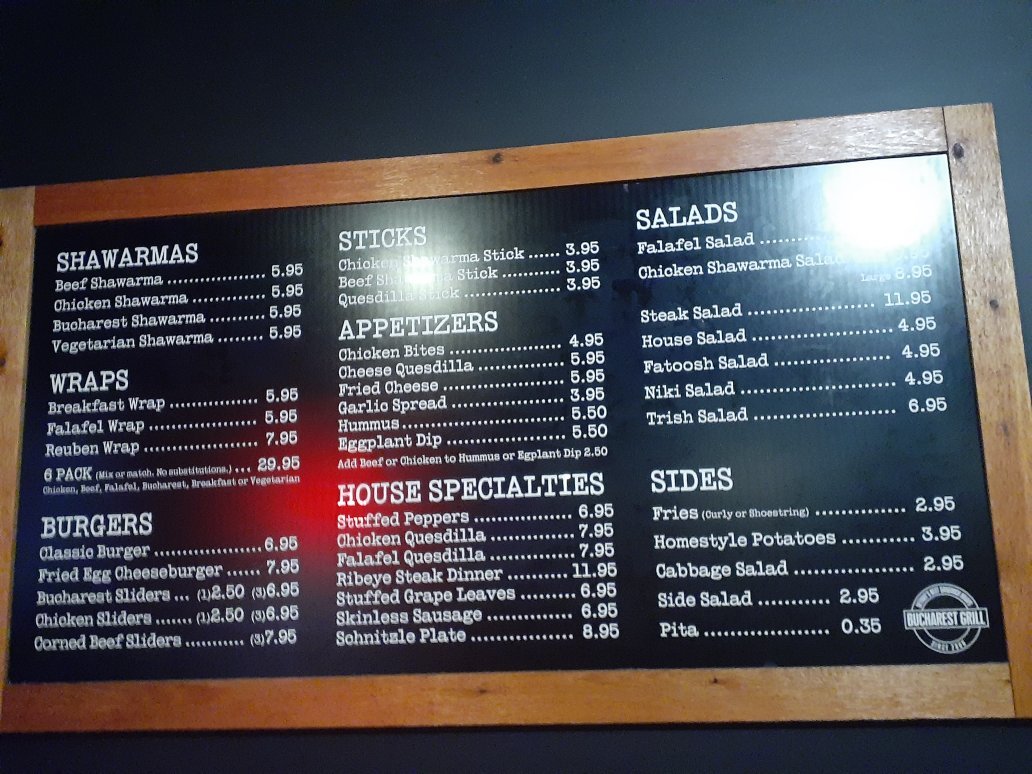 SHAWARMAS
Beef Shawarma .............. 5.95
Chicken Shawarma ............ 5.95
Bucharest Shawarma ......... 5.95
Vegetarian Shawarma ........ 5.95
WRAPS
Breakfast Wrap ............... 5.95
Falafel Wrap .................. 5.95
Reuben Wrap ................... 7.95
6 PACK (Mix or match. No substitutions.) ... 29.95
Chicken, Beef, Falafel, Bucharest, Breakfast or Vegetarian
BURGERS
Classic Burger ................... 6.95
Fried Egg Cheeseburger ...... 7.95
Bucharest Sliders ... (1)2.50 (3)6.95
Chicken Sliders ....... (1)2.50 (3)6.95
Corned Beef Sliders ........... (3)7.95
STICKS
Chicken Shawarma Stick ...... 3.95
Beef Shawarma Stick ........... 3.95
Quesdilla Stick .................. 3.95
APPETIZERS
Chicken Bites .................... 4.95
Cheese Quesdilla ............... 5.95
Fried Cheese ..................... 5.95
Garlic Spread .................... 3.95
Hummus............................ 5.50
Eggplant Dip ..................... 5.50
Add Beef or Chicken to Hummus or Egplant Dip 2.50
HOUSE SPECIALTIES
Stuffed Peppers ................. 6.95
Chicken Quesdilla ............... 7.95
Falafel Quesdilla ................ 7.95
Ribeye Steak Dinner .......... 11.95
Stuffed Grape Leaves ......... 6.95
Skinless Sausage ................ 6.95
Schnitzle Plate .................. 8.95
SALADS
Falafel Salad ............
Chicken Shawarma Salad
Large 8.95
Steak Salad .................... 11.95
House Salad ...................... 4.95
Fatoosh Salad ................... 4.95
Niki Salad ......................... 4.95
Trish Salad ....................... 6.95
SIDES
Fries (Curly or Shoestring) .............. 2.95
Homestyle Potatoes ........... 3.95
Cabbage Salad ................... 2.95
Side Salad ........... 2.95
Pita ................... 0.35
BUCHAREST GRILL